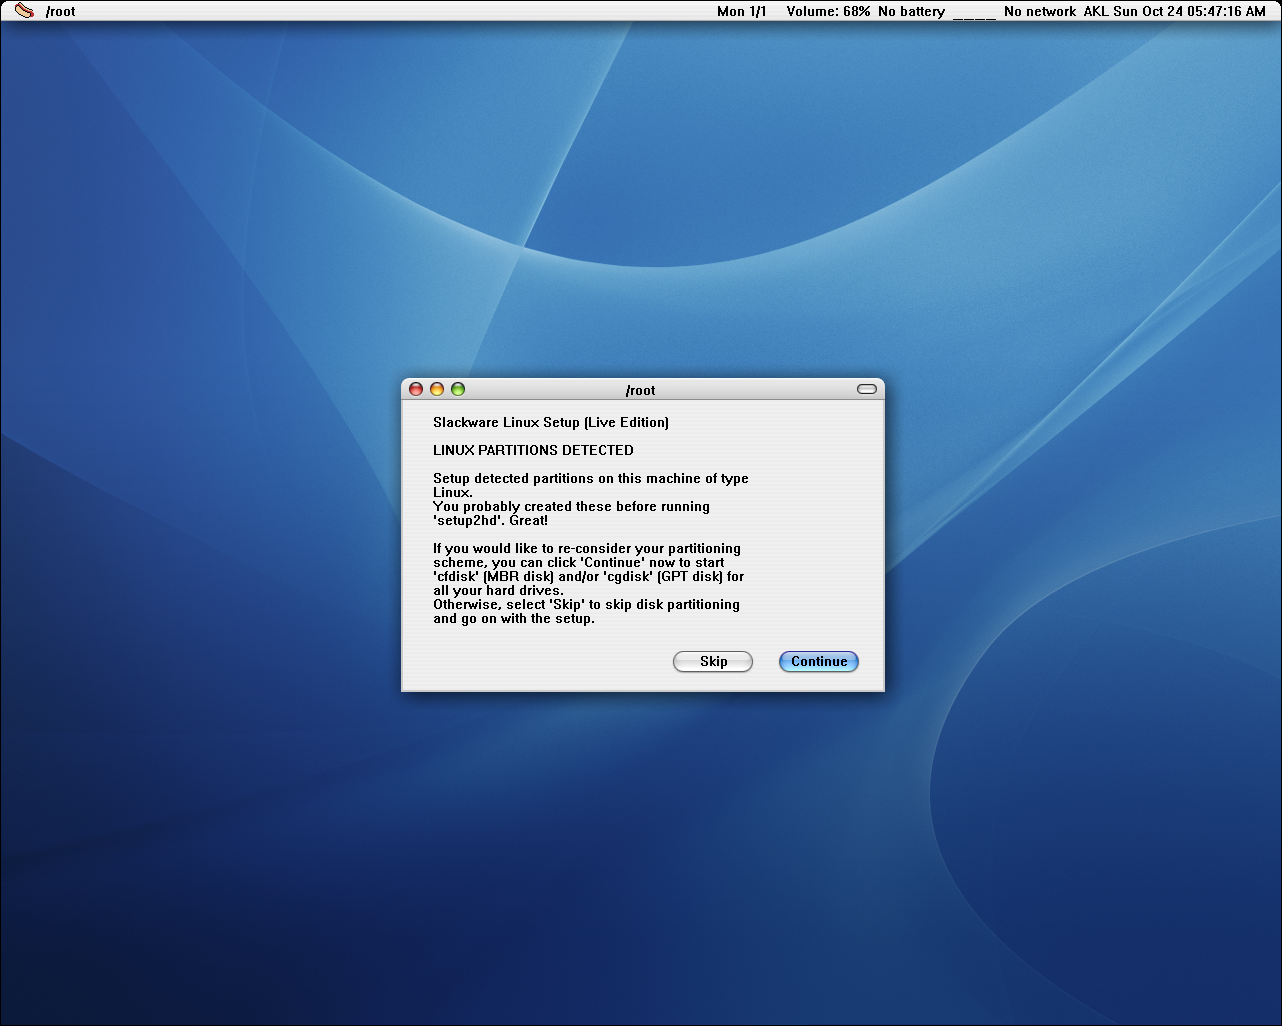 /root
Mon 1/1 Volume: 68% No battery ____ No network AKL Sun Oct 24 05:47:16 AM
/root
Slackware Linux Setup (Live Edition)
LINUX PARTITIONS DETECTED
Setup detected partitions on this machine of type
Linux.
You probably created these before running
'setup2hd'. Great!
If you would like to re-consider your partitioning
scheme, you can click 'Continue' now to start
'cfdisk' (MBR disk) and/or 'cgdisk' (GPT disk) for
all your hard drives.
Otherwise, select 'Skip' to skip disk partitioning
and go on with the setup.
Skip
Continue